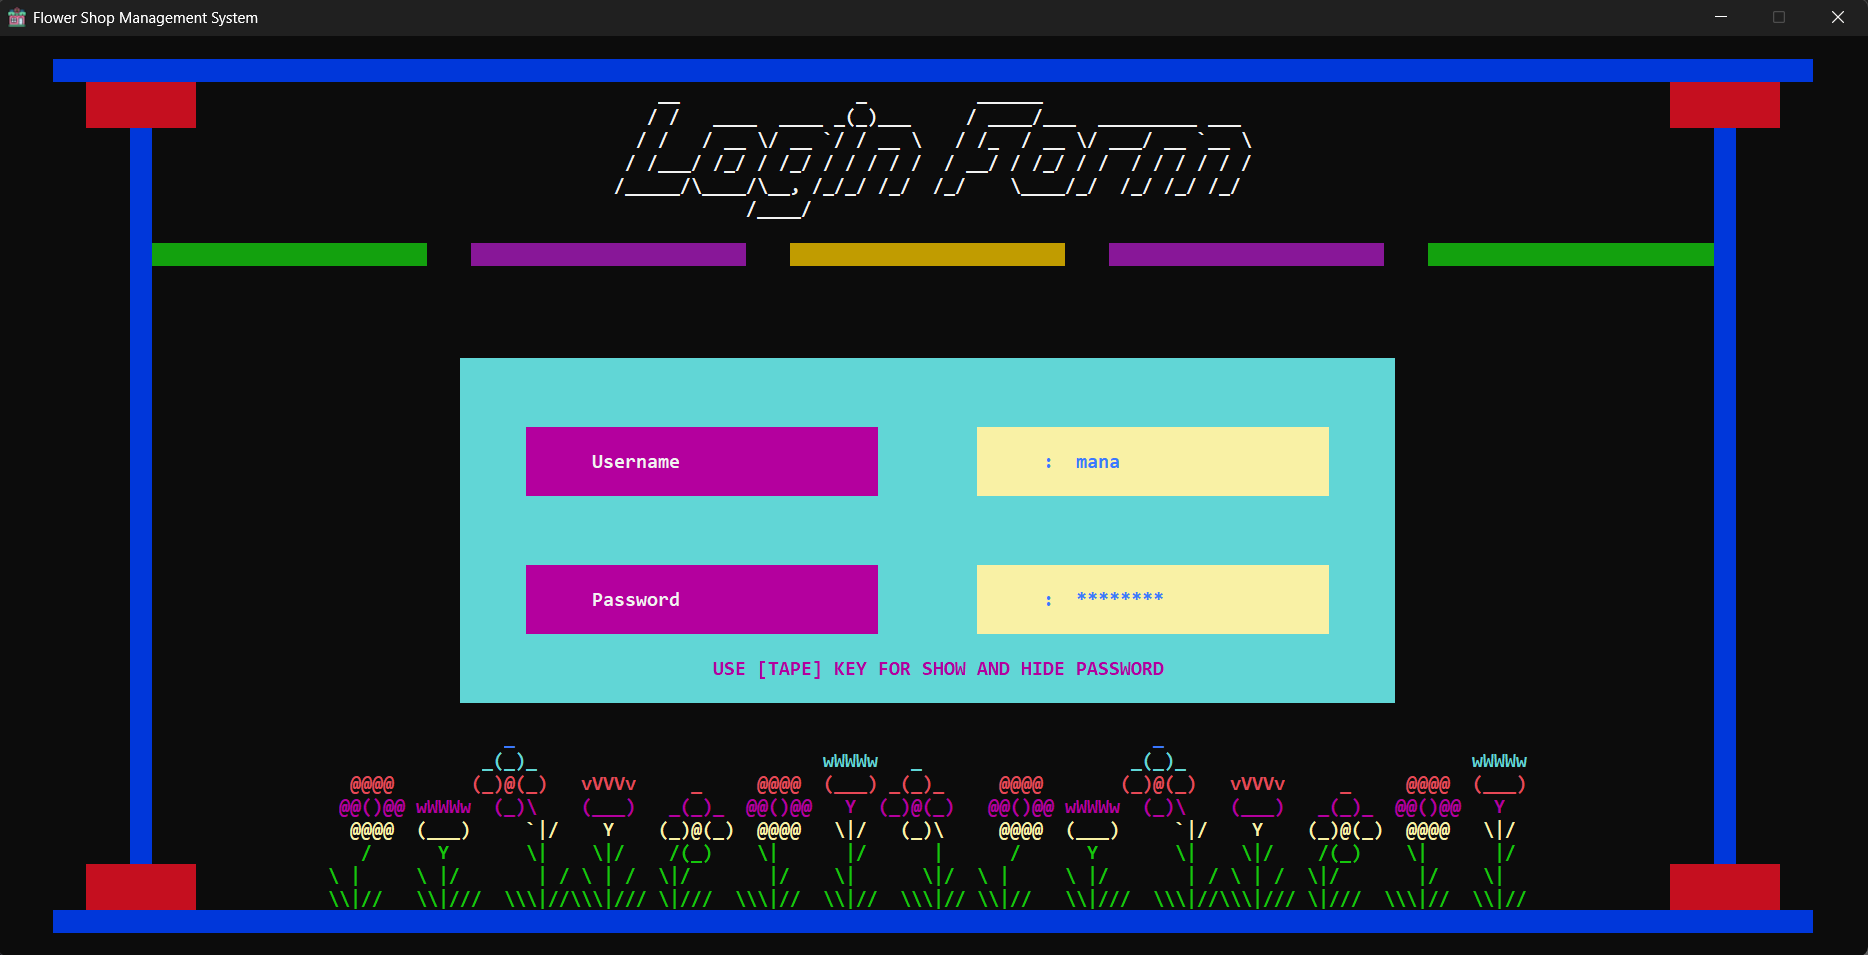 Flower Shop Management System
Login Form
Username : mana
Password : ********
USE [TAPE] KEY FOR SHOW AND HIDE PASSWORD